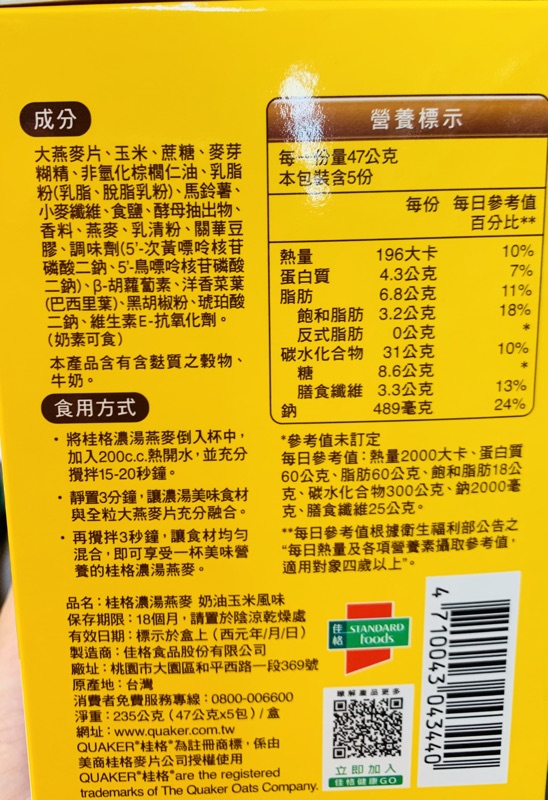 成分
大燕麥片、玉米、蔗糖、麥芽
糊精、非氫化棕櫚仁油、乳脂
粉(乳脂、脫脂乳粉)、馬鈴薯、
小麥纖維、食鹽、酵母抽出物、
香料、燕麥、乳清粉、關華豆
膠、調味劑(5'-次黃嘌呤核苷
磷酸二鈉、5'-鳥嘌呤核苷磷酸
二鈉)、β-胡蘿蔔素、洋香菜葉
(巴西里葉)、黑胡椒粉、琥珀酸
二鈉、維生素E-抗氧化劑。
(奶素可食)
本產品含有含麩質之穀物、
牛奶。
食用方式
・將桂格濃湯燕麥倒入杯中,
加入200c.c.熱開水,並充分
攪拌15-20秒鐘。
・靜置3分鐘,讓濃湯美味食材
與全粒大燕麥片充分融合。
・再攪拌3秒鐘,讓食材均勻
混合,即可享受一杯美味營
養的桂格濃湯燕麥。
營養標示
每一份量47公克
本包裝含5份
每份 每日參考值
百分比**
熱量 196大卡 10%
蛋白質 4.3公克 7%
脂肪 6.8公克 11%
飽和脂肪 3.2公克 18%
反式脂肪 0公克 *
碳水化合物 31公克 10%
糖 8.6公克 *
膳食纖維 3.3公克 13%
鈉 489毫克 24%
*參考值未訂定
每日參考值：熱量2000大卡、蛋白質
60公克、脂肪60公克、飽和脂肪18公
克、碳水化合物300公克、鈉2000毫
克、膳食纖維25公克。
**每日參考值根據衛生福利部公告之
“每日熱量及各項營養素攝取參考值,
適用對象四歲以上”。
品名：桂格濃湯燕麥 奶油玉米風味
保存期限：18個月,請置於陰涼乾燥處
有效日期：標示於盒上(西元年/月/日)
製造商：佳格食品股份有限公司
廠址：桃園市大園區和平西路一段369號
原產地：台灣
消費者免費服務專線：0800-006600
淨重：235公克(47公克x5包)/盒
網址：www.quaker.com.tw
QUAKER®桂格®為註冊商標,係由
美商桂格麥片公司授權使用
QUAKER®桂格®are the registered
trademarks of The Quaker Oats Company.
佳格 STANDARD
foods
瞭解產品更多
立即加入
佳格健康GO
4 710043 043440